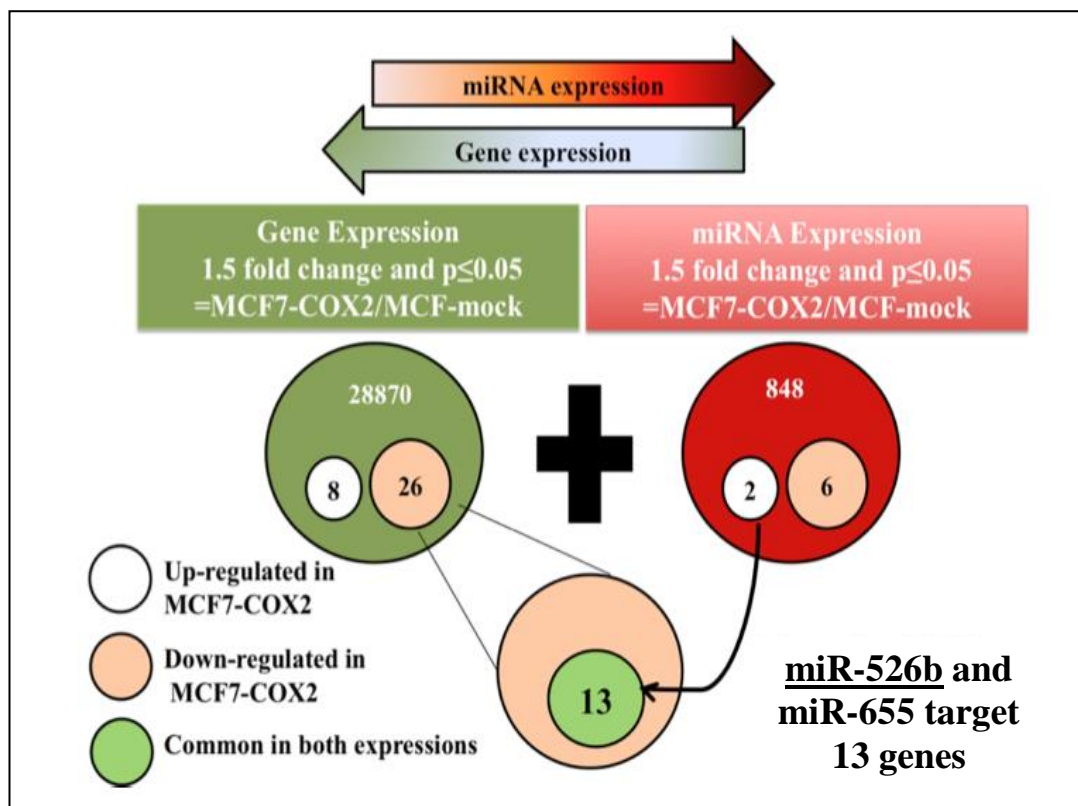 miRNA expression
Gene expression
Gene Expression
1.5 fold change and p≤0.05
=MCF7-COX2/MCF-mock
miRNA Expression
1.5 fold change and p≤0.05
=MCF7-COX2/MCF-mock
28870
8
26
848
2
6
Up-regulated in
MCF7-COX2
Down-regulated in
MCF7-COX2
Common in both expressions
13
miR-526b and
miR-655 target
13 genes